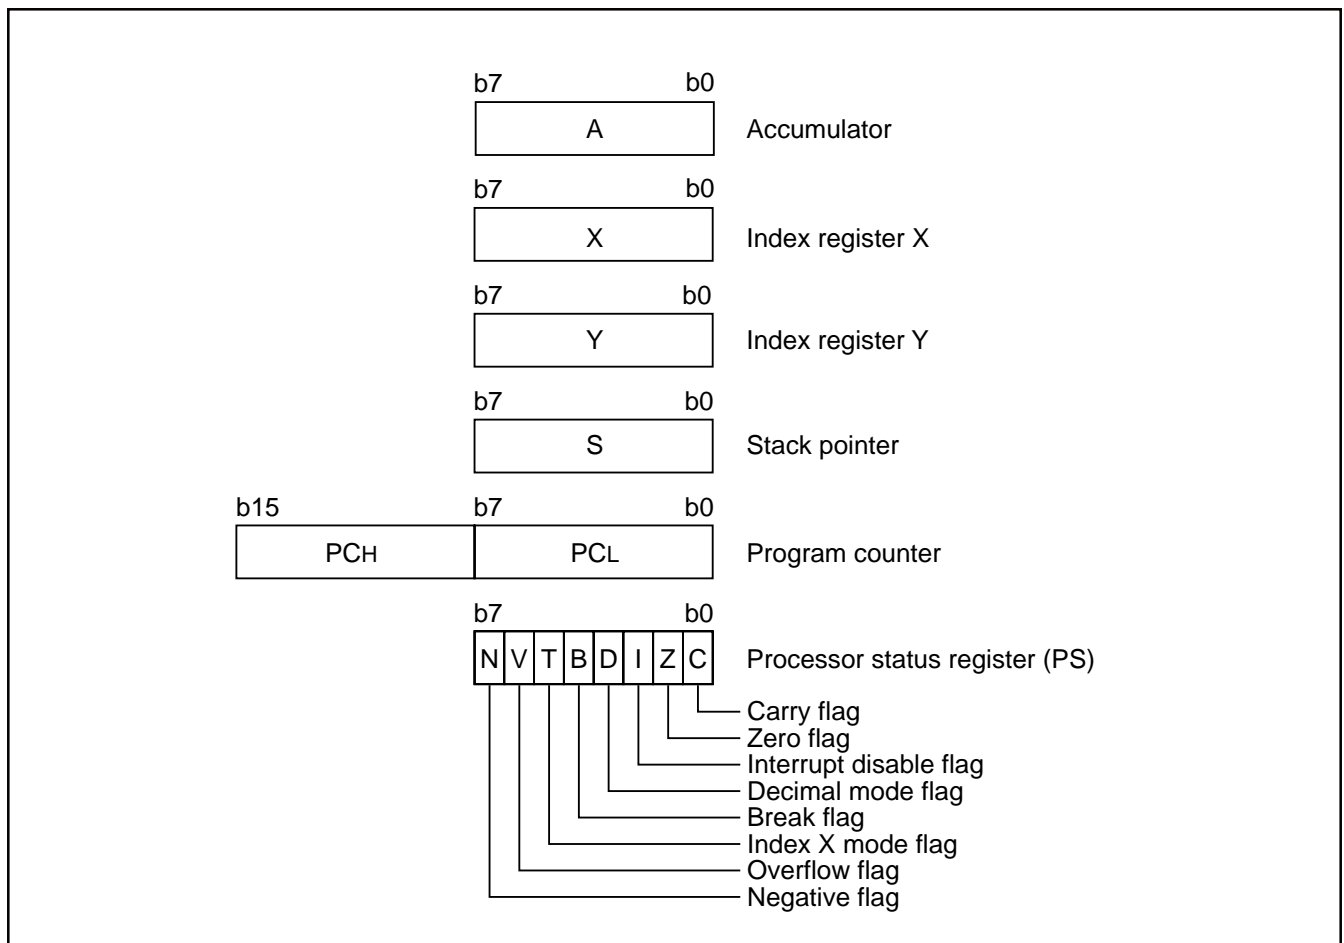 b7 b0
A Accumulator
b7 b0
X Index register X
b7 b0
Y Index register Y
b7 b0
S Stack pointer
b15 b7 b0
PCH PCL Program counter
b7 b0
N V T B D I Z C Processor status register (PS)
Carry flag
Zero flag
Interrupt disable flag
Decimal mode flag
Break flag
Index X mode flag
Overflow flag
Negative flag